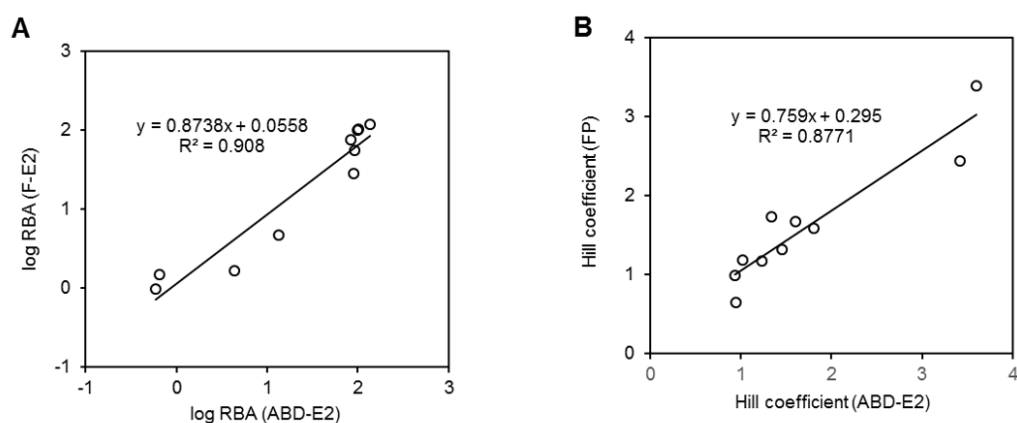 A
3
2
1
0
-1
-1
0
1
2
3
y = 0.8738x + 0.0558
R² = 0.908
log RBA (F-E2)
log RBA (ABD-E2)
B
4
3
2
1
0
0
1
2
3
4
y = 0.759x + 0.295
R² = 0.8771
Hill coefficient (FP)
Hill coefficient (ABD-E2)